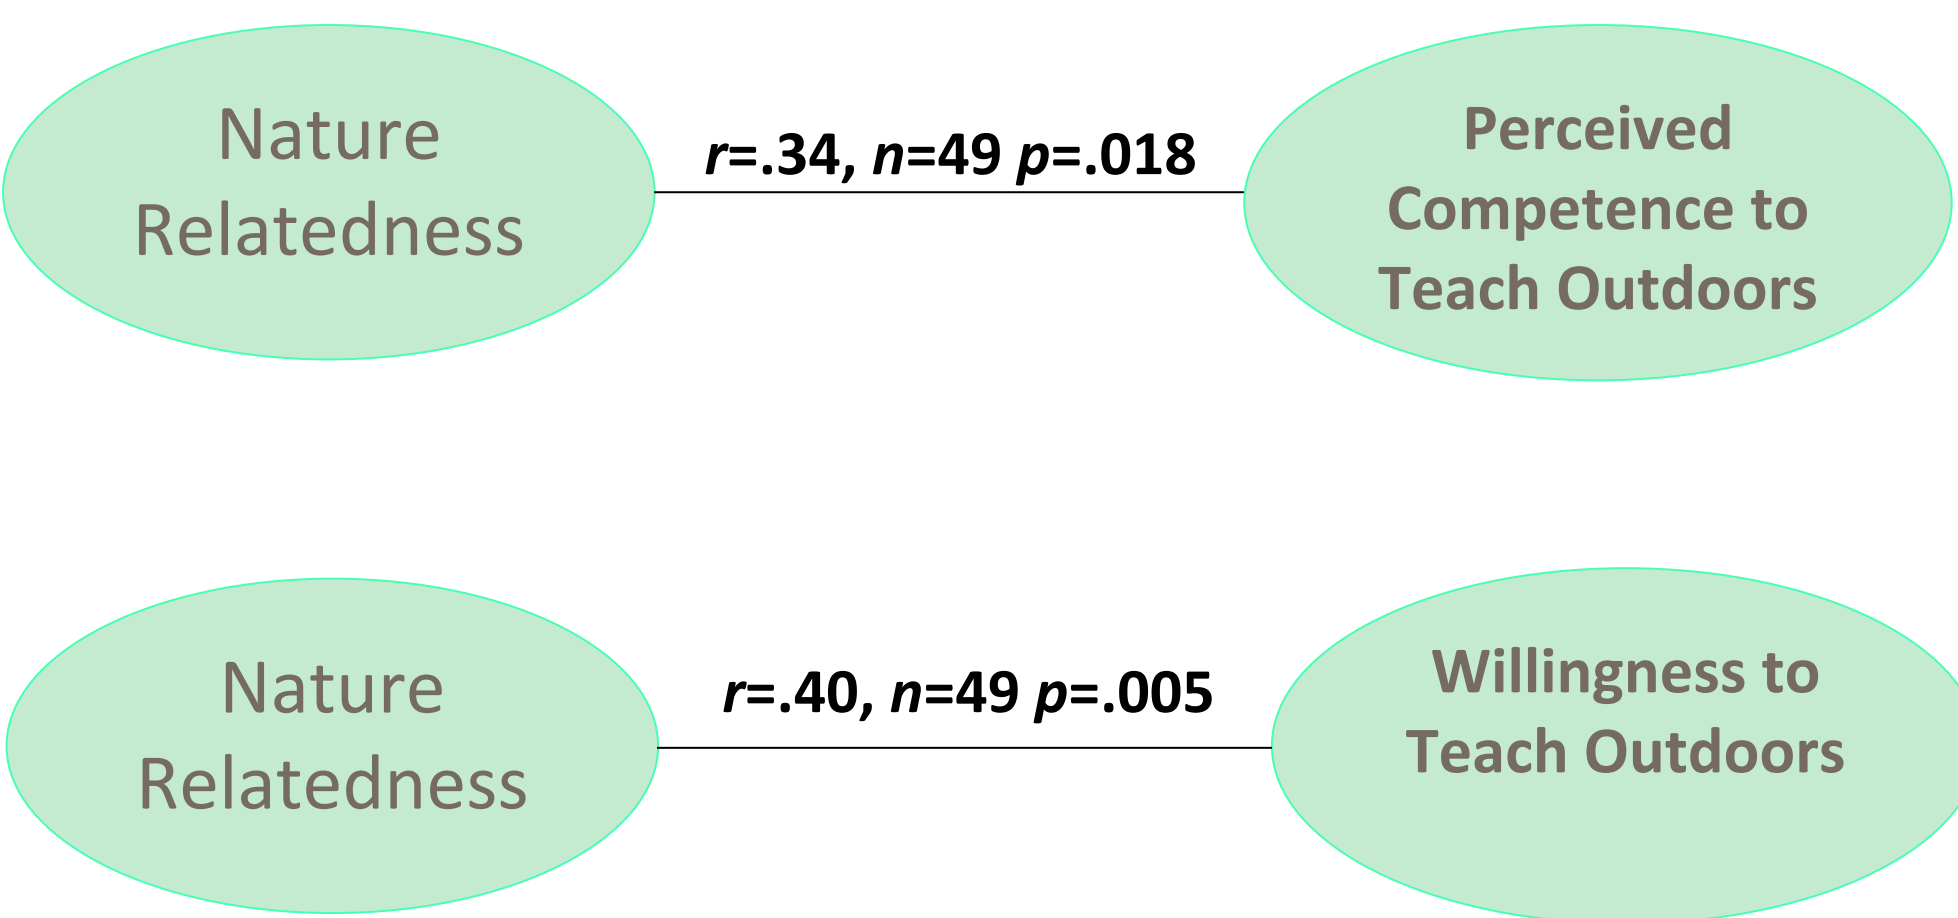 Nature
Relatedness
r=.34, n=49 p=.018
Perceived
Competence to
Teach Outdoors
Nature
Relatedness
r=.40, n=49 p=.005
Willingness to
Teach Outdoors